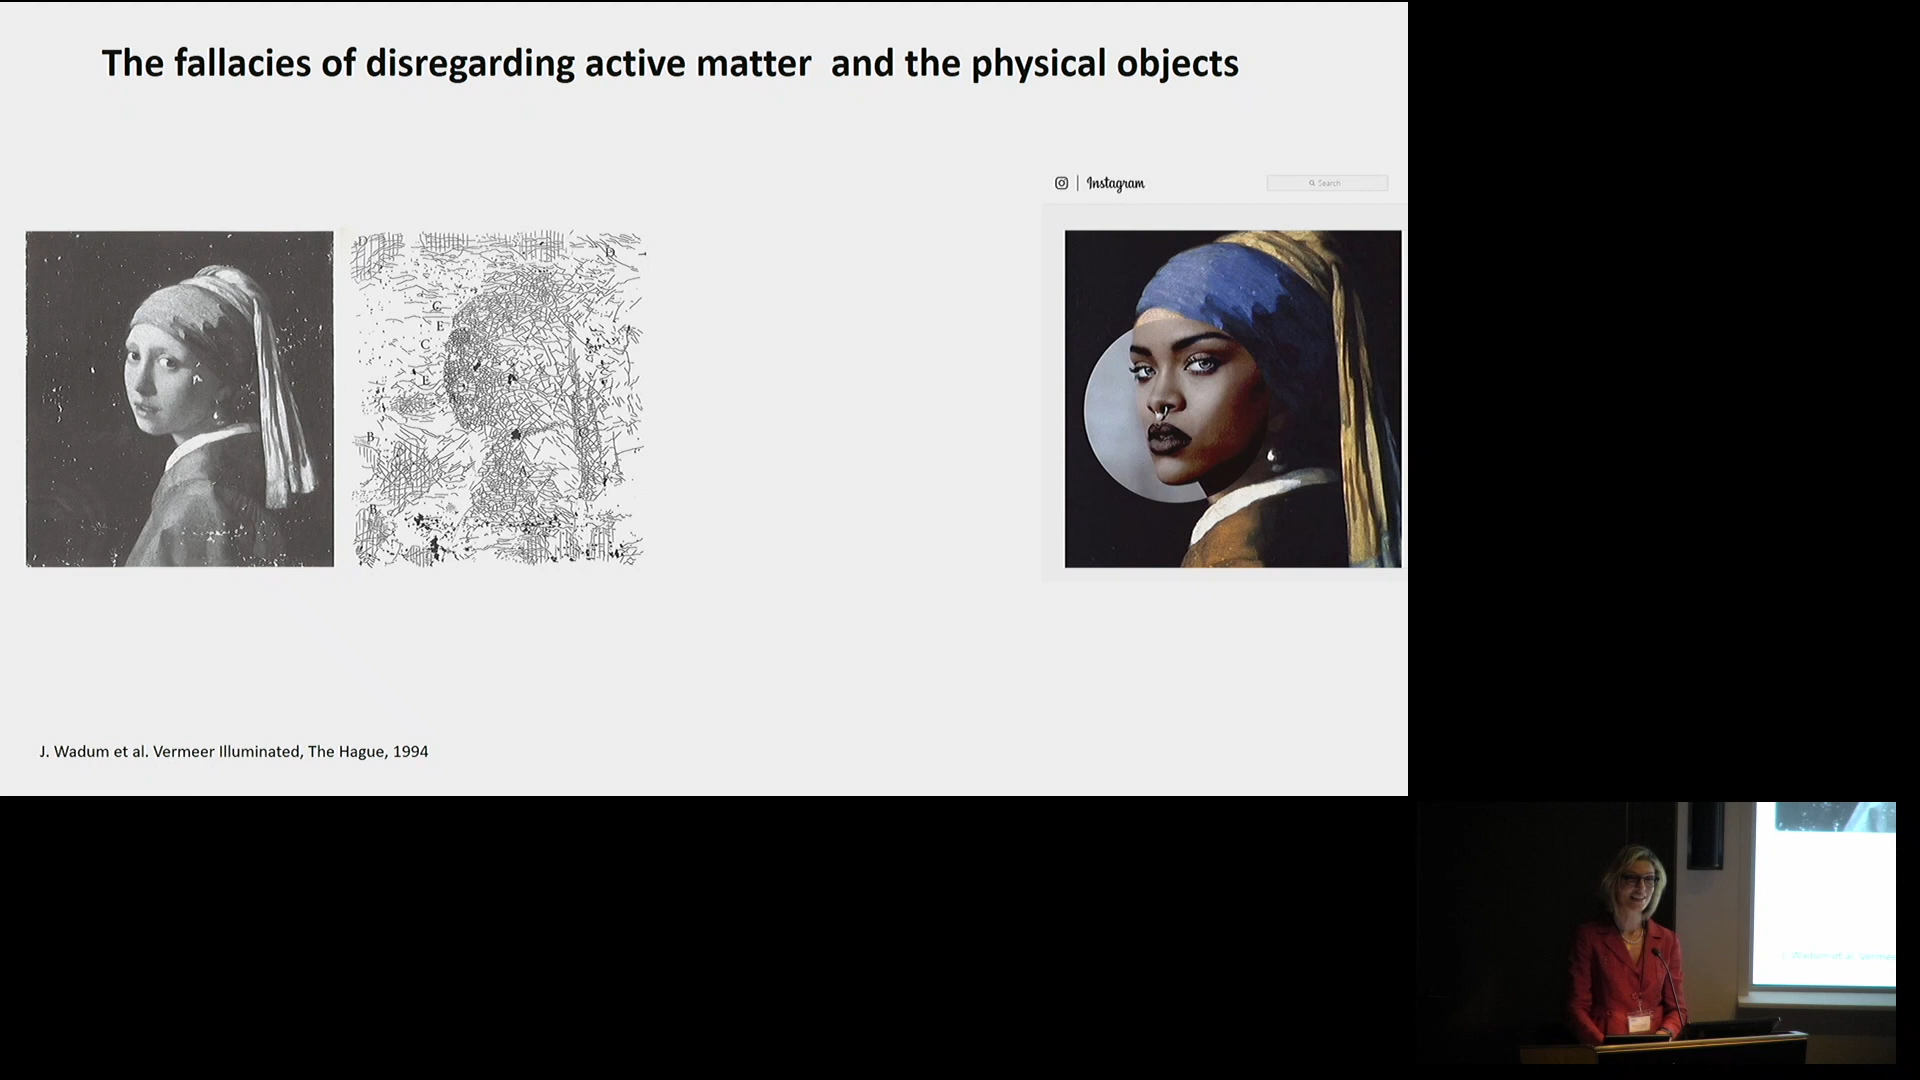 The fallacies of disregarding active matter  and the physical objects
Instagram
Search
D
D
C
E
C
E
A
B
C
A
B
J. Wadum et al. Vermeer Illuminated, The Hague, 1994